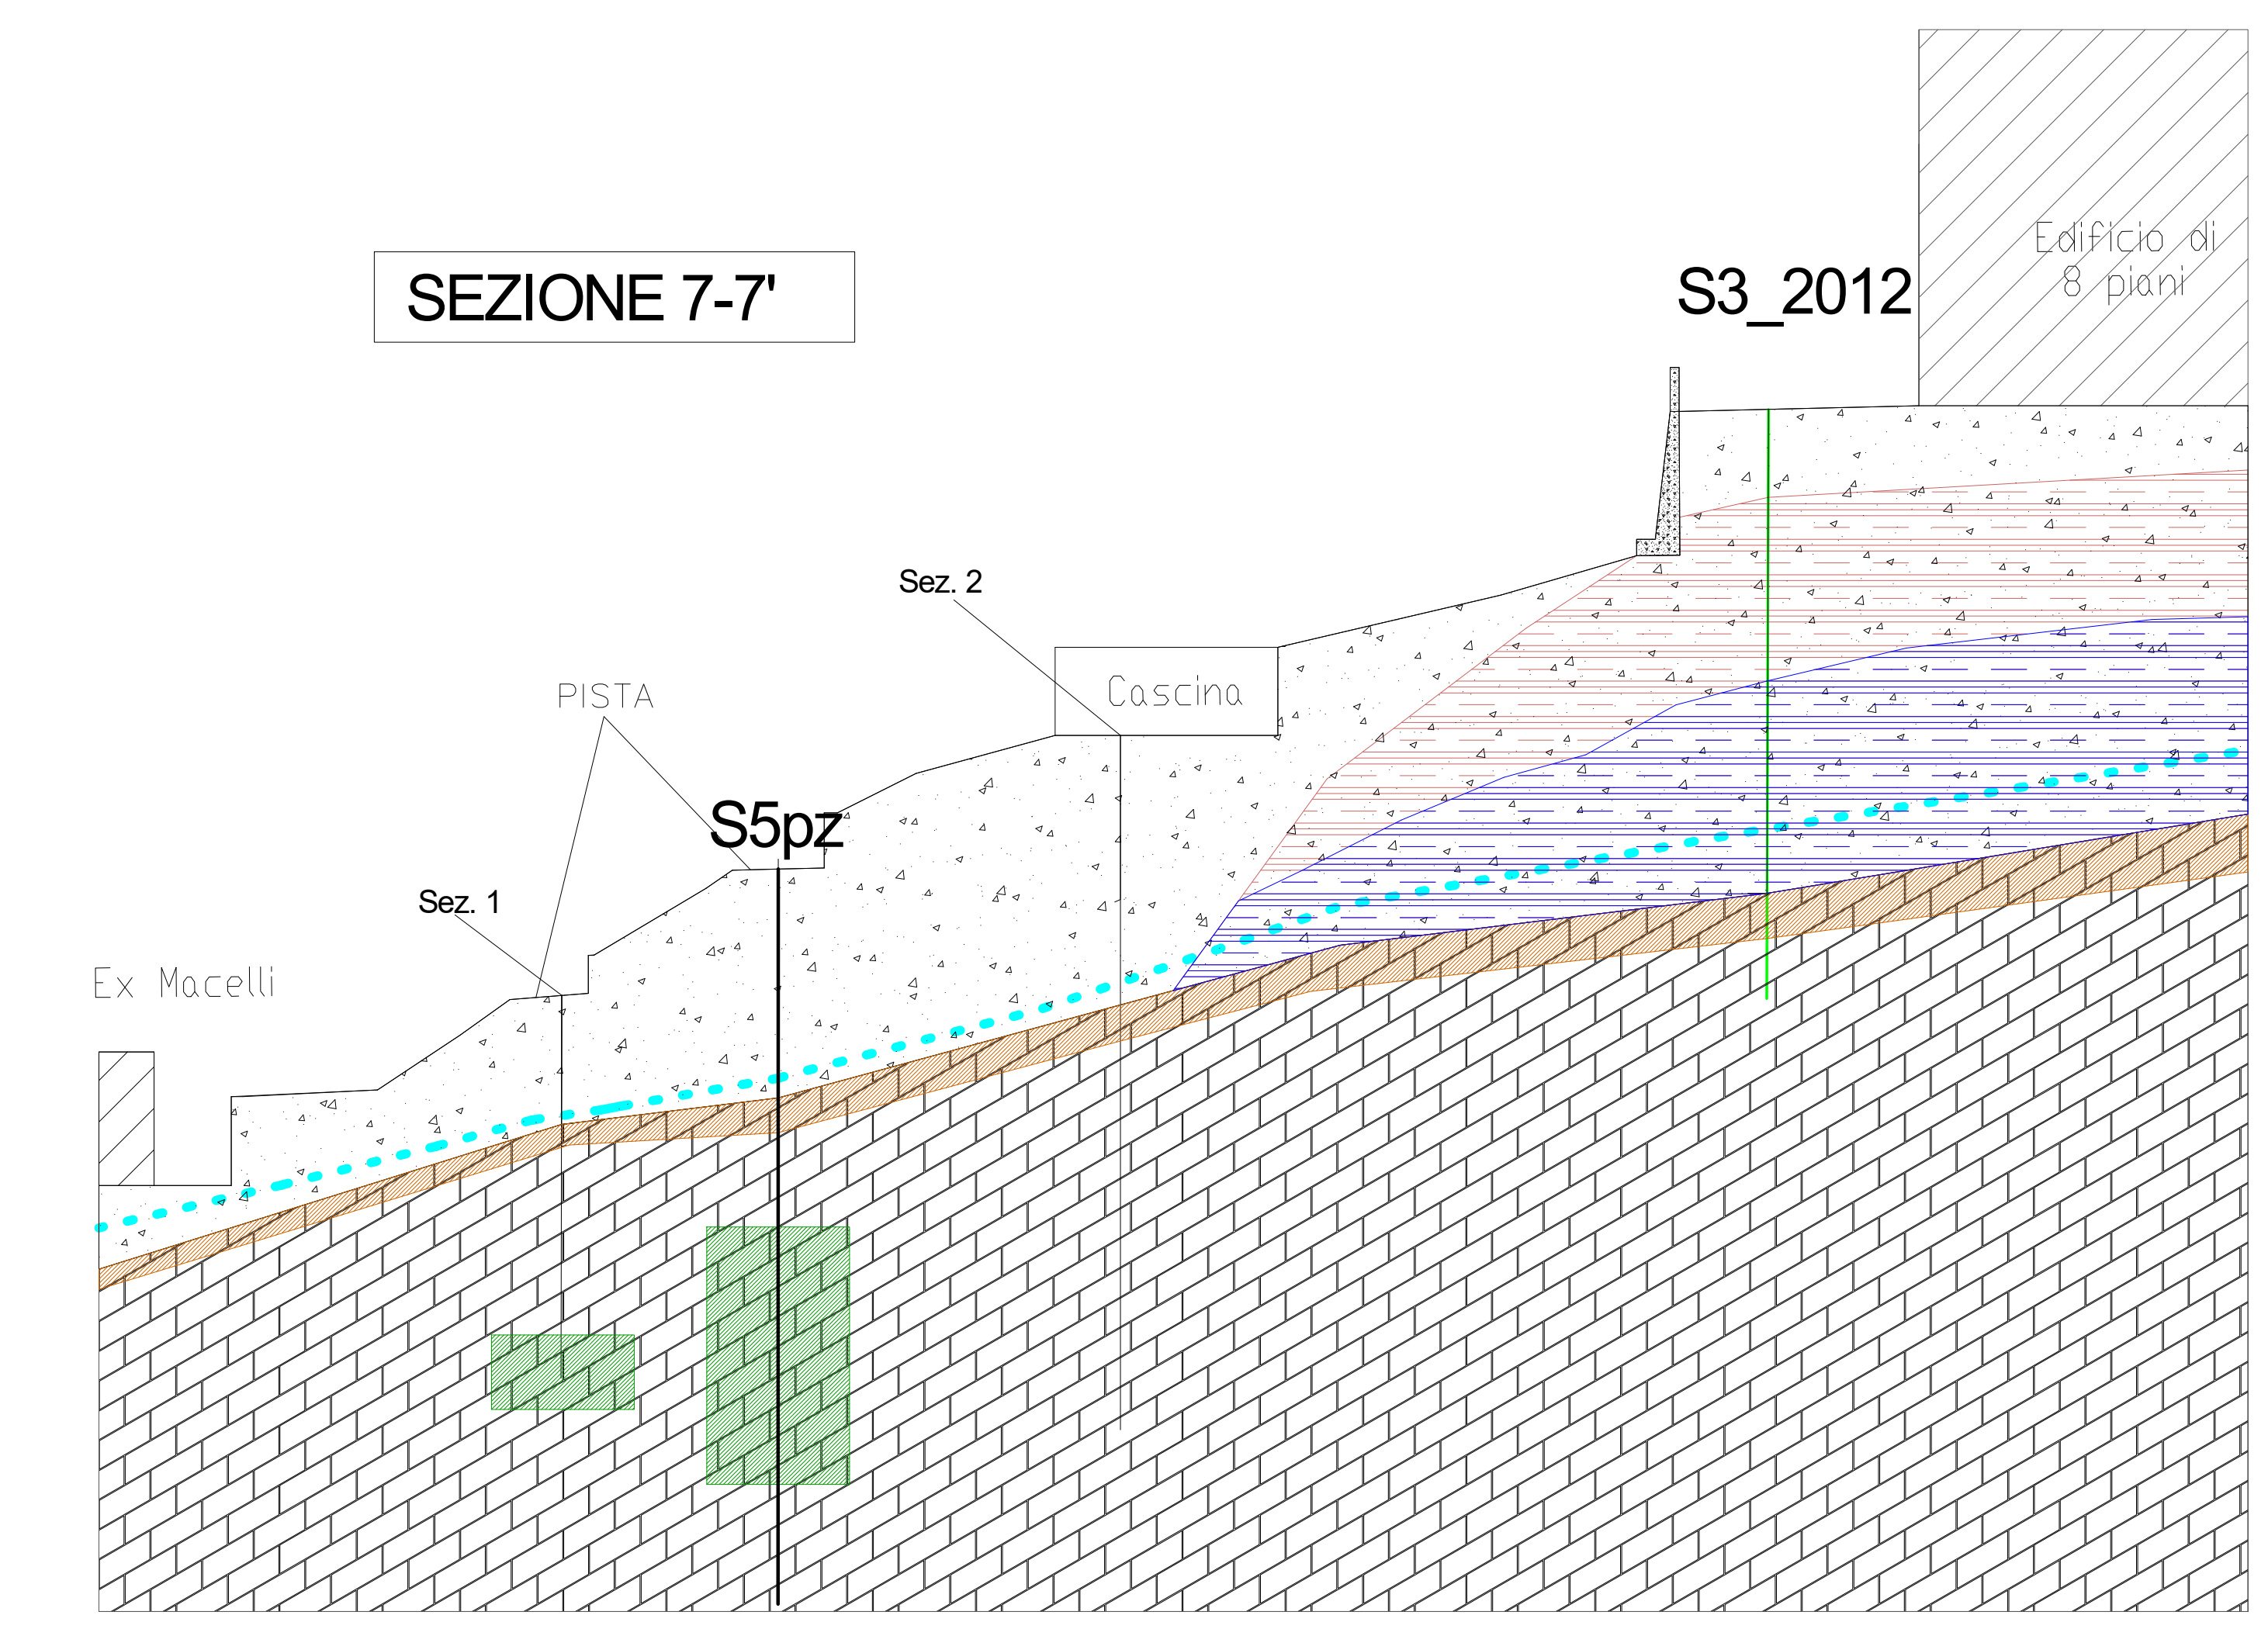 Edificio di
8 piani
SEZIONE 7-7'
S3_2012
Sez. 2
PISTA
Cascina
S5pz
Sez. 1
Ex Macelli